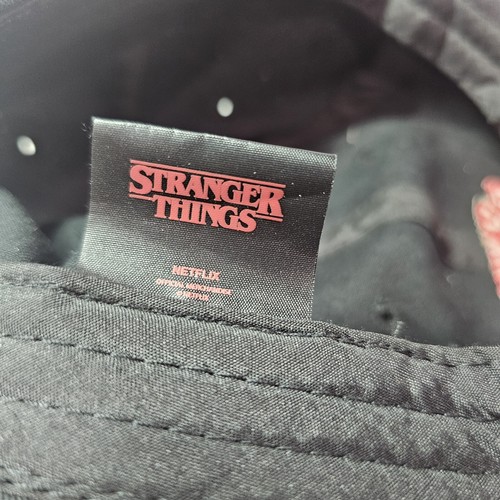 STRANGER
THINGS
NETFLIX
OFFICIAL MERCHANDISE
© NETFLIX